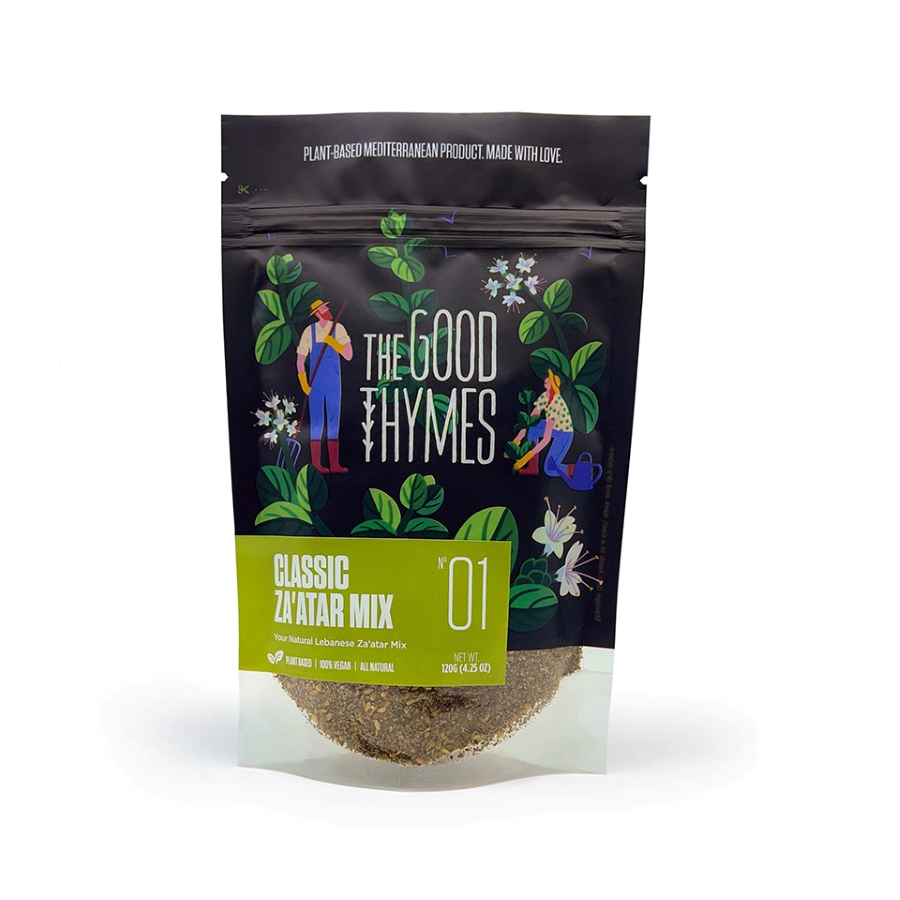 PLANT-BASED MEDITERRANEAN PRODUCT. MADE WITH LOVE.
THE GOOD
THYMES
CLASSIC
ZA'ATAR MIX
Nº 01
Your Natural Lebanese Za'atar Mix
PLANT BASED | 100% VEGAN | ALL NATURAL
NET WT.
120G (4.25 OZ)